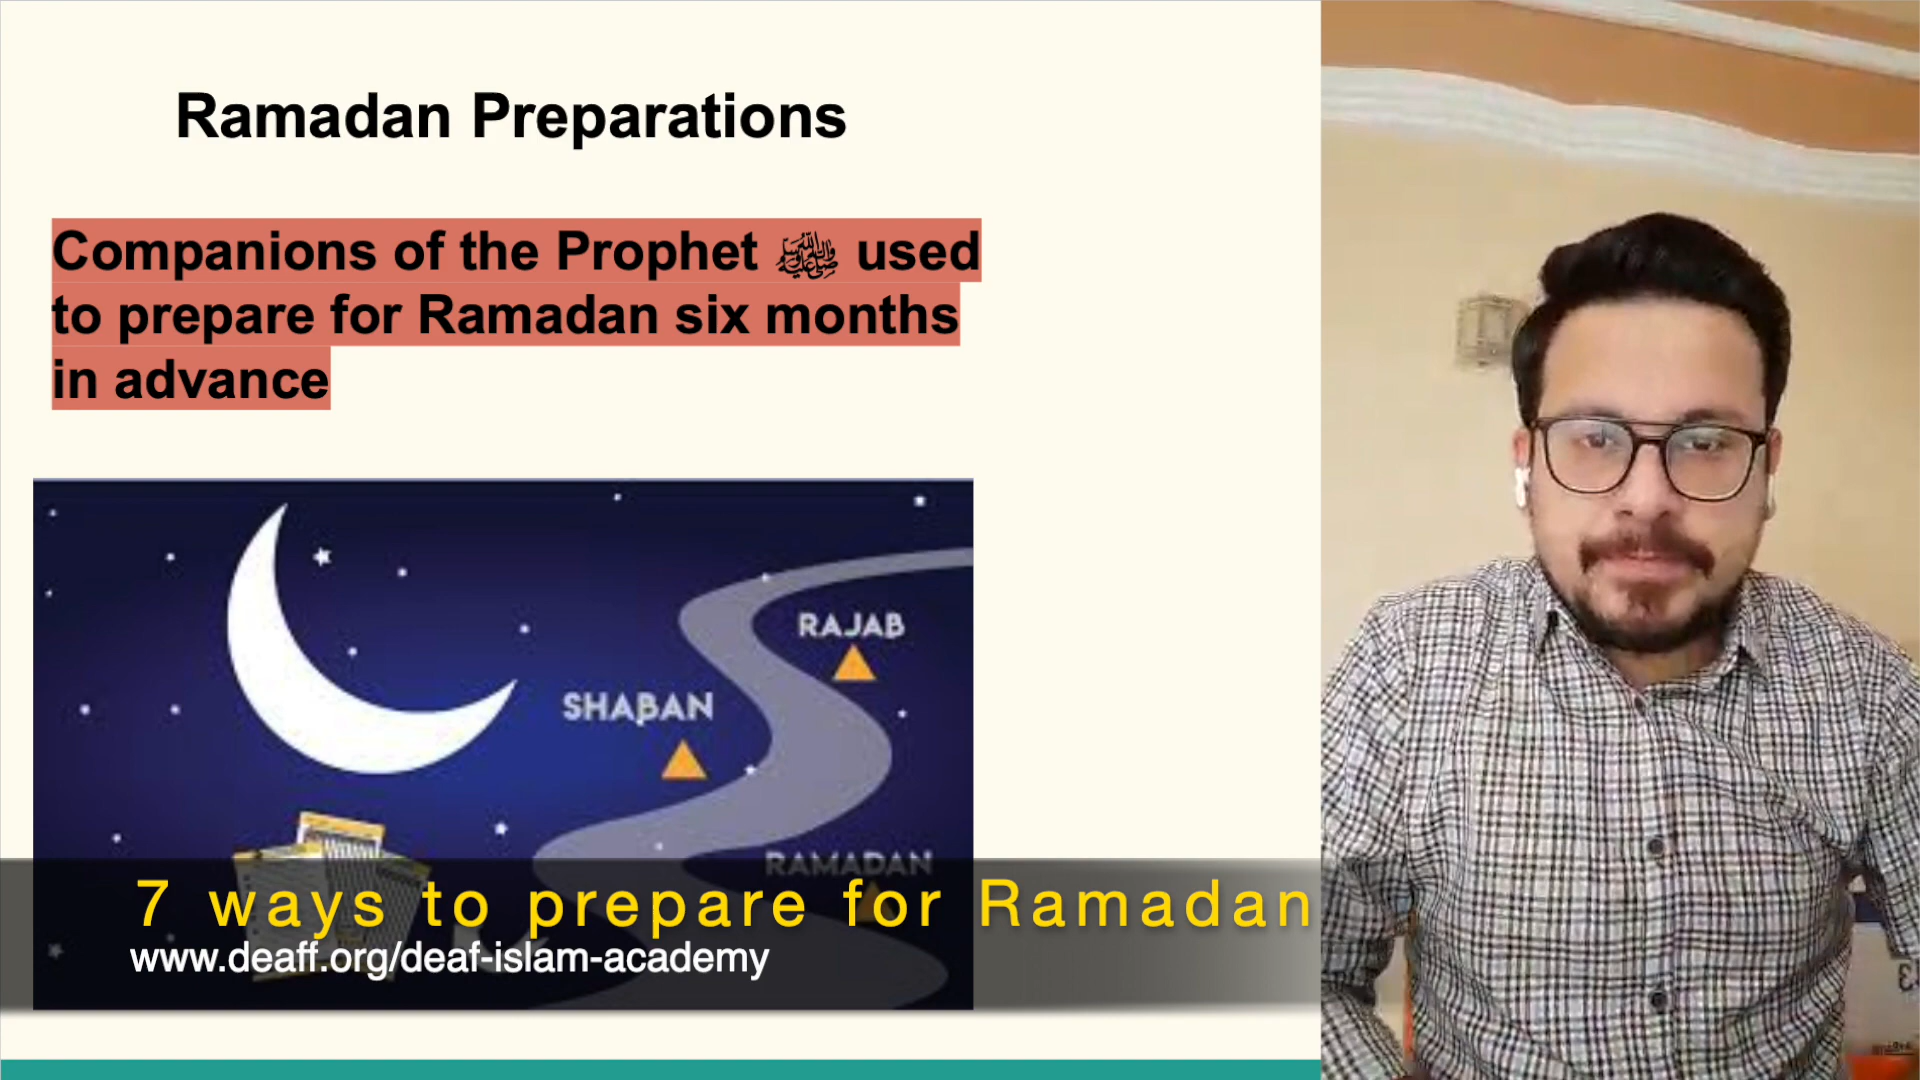 Ramadan Preparations
Companions of the Prophet ﷺ used
to prepare for Ramadan six months
in advance
RAJAB
SHABAN
RAMADAN
7 ways to prepare for Ramadan
www.deaff.org/deaf-islam-academy